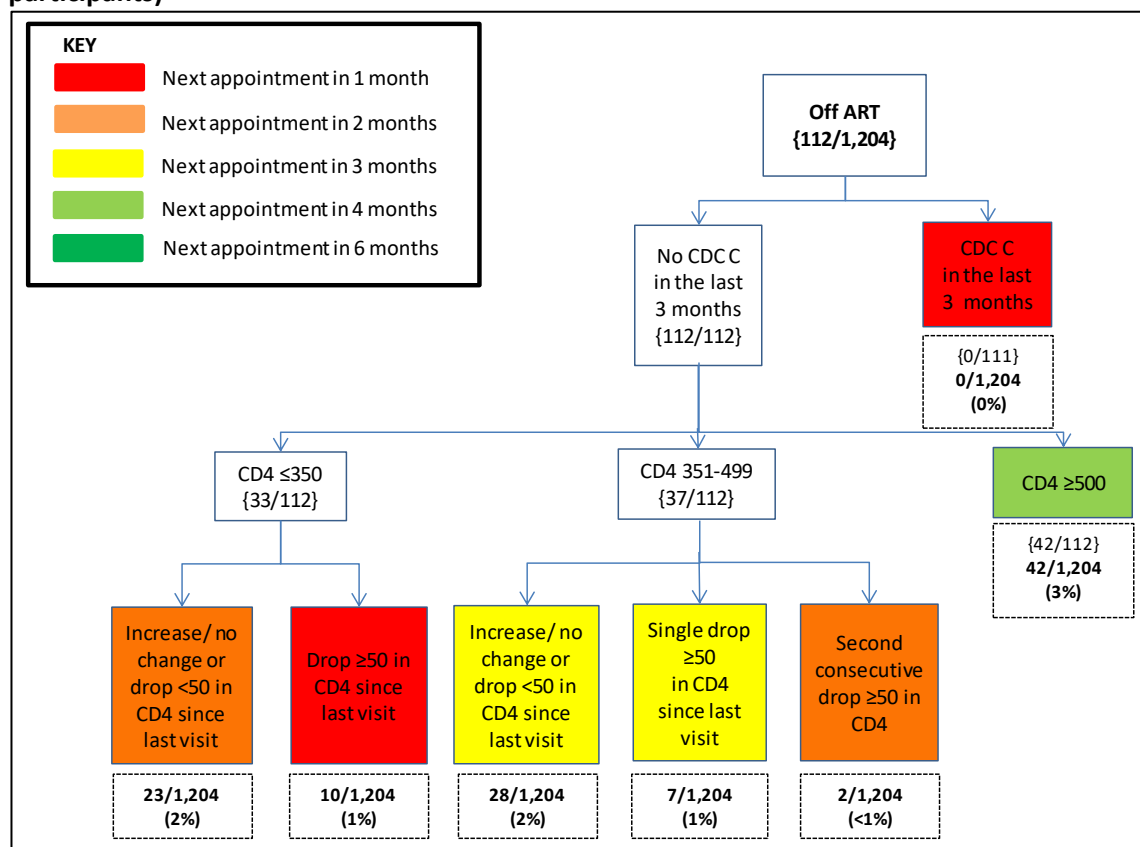 participants)
KEY
Next appointment in 1 month
Next appointment in 2 months
Next appointment in 3 months
Next appointment in 4 months
Next appointment in 6 months
Off ART
{112/1,204}
No CDC C
in the last
3 months
{112/112}
CDC C
in the last
3 months
{0/111}
0/1,204
(0%)
CD4 ≤350
{33/112}
CD4 351-499
{37/112}
CD4 ≥500
{42/112}
42/1,204
(3%)
Increase/ no
change or
drop <50 in
CD4 since
last visit
Drop ≥50 in
CD4 since
last visit
Increase/ no
change or
drop <50 in
CD4 since
last visit
Single drop
≥50
in CD4
since last
visit
Second
consecutive
drop ≥50 in
CD4
23/1,204
(2%)
10/1,204
(1%)
28/1,204
(2%)
7/1,204
(1%)
2/1,204
(<1%)